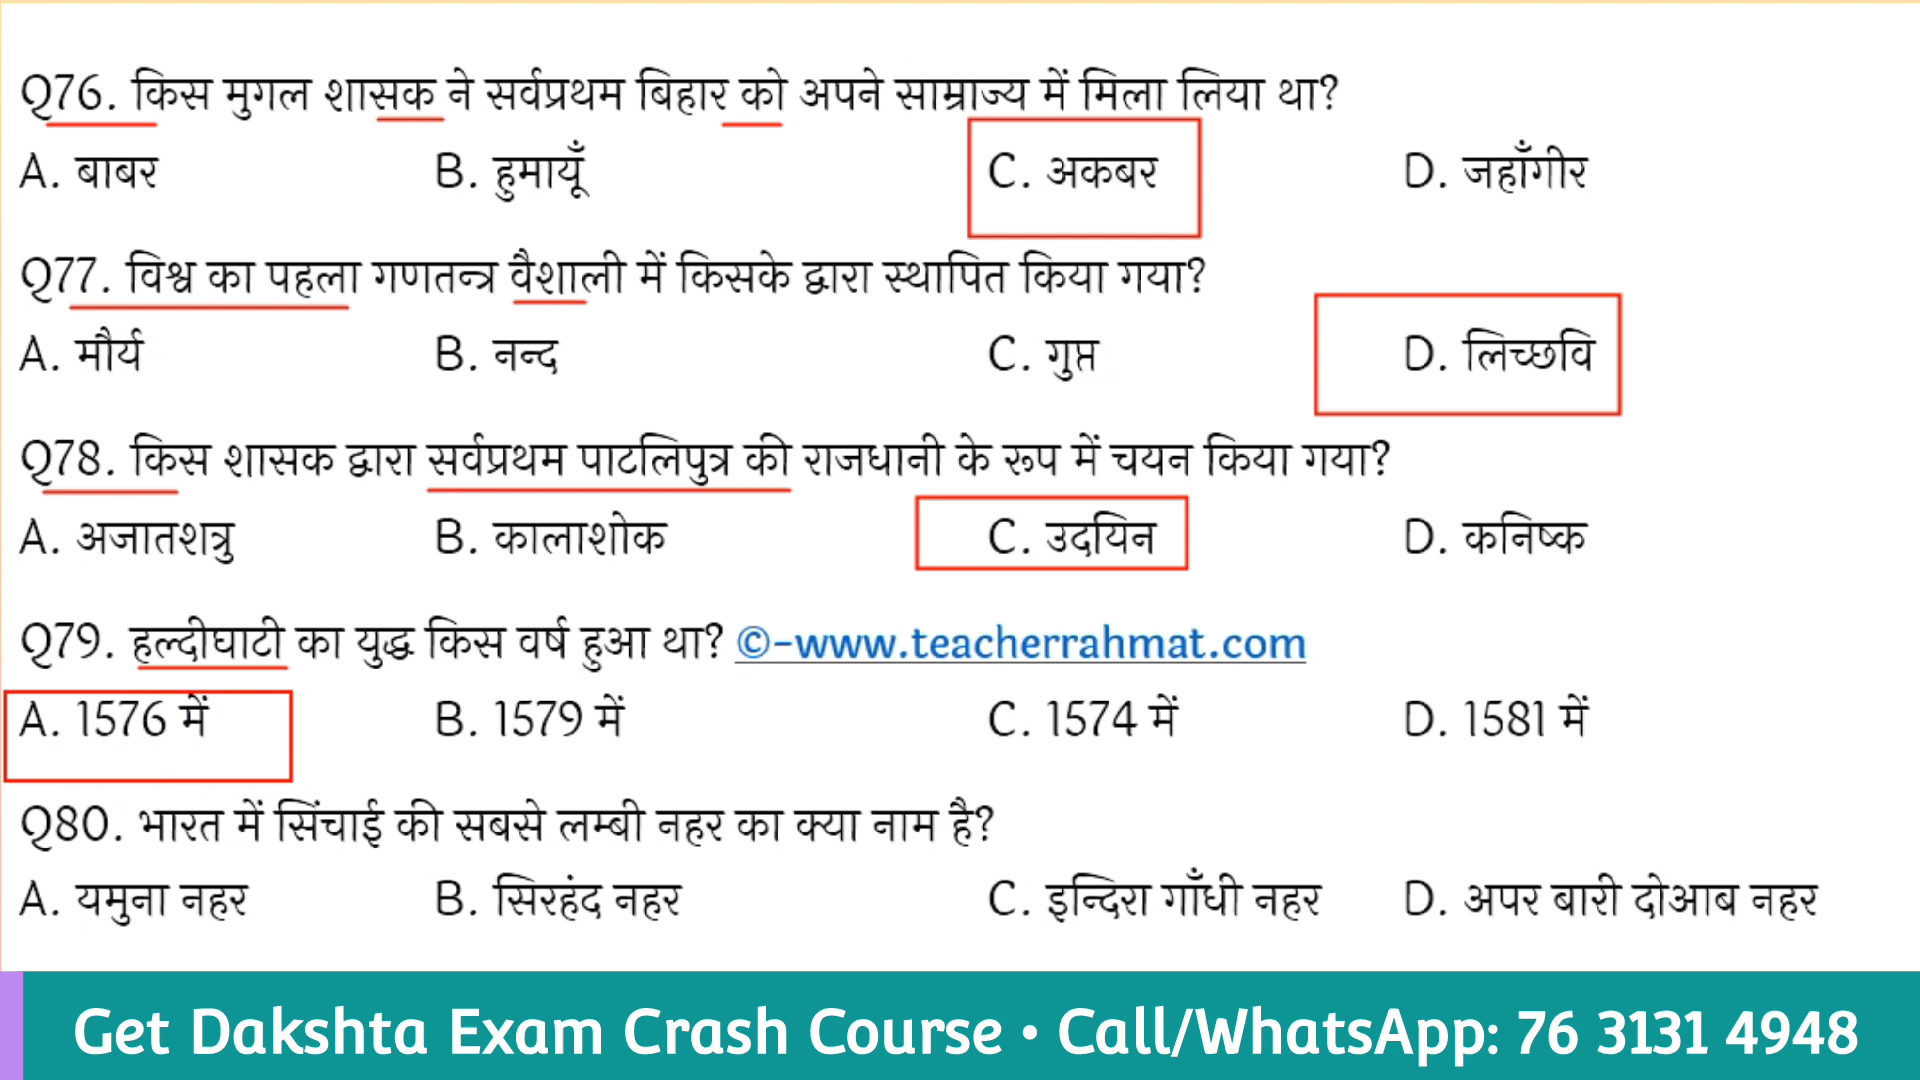 Q76. किस मुगल शासक ने सर्वप्रथम बिहार को अपने साम्राज्य में मिला लिया था?
A. बाबर B. हुमायूँ C. अकबर D. जहाँगीर
Q77. विश्व का पहला गणतन्त्र वैशाली में किसके द्वारा स्थापित किया गया?
A. मौर्य B. नन्द C. गुप्त D. लिच्छवि
Q78. किस शासक द्वारा सर्वप्रथम पाटलिपुत्र की राजधानी के रूप में चयन किया गया?
A. अजातशत्रु B. कालाशोक C. उदयिन D. कनिष्क
Q79. हल्दीघाटी का युद्ध किस वर्ष हुआ था? ©-www.teacherrahmat.com
A. 1576 में B. 1579 में C. 1574 में D. 1581 में
Q80. भारत में सिंचाई की सबसे लम्बी नहर का क्या नाम है?
A. यमुना नहर B. सिरहंद नहर C. इन्दिरा गाँधी नहर D. अपर बारी दोआब नहर
Get Dakshta Exam Crash Course • Call/WhatsApp: 76 3131 4948